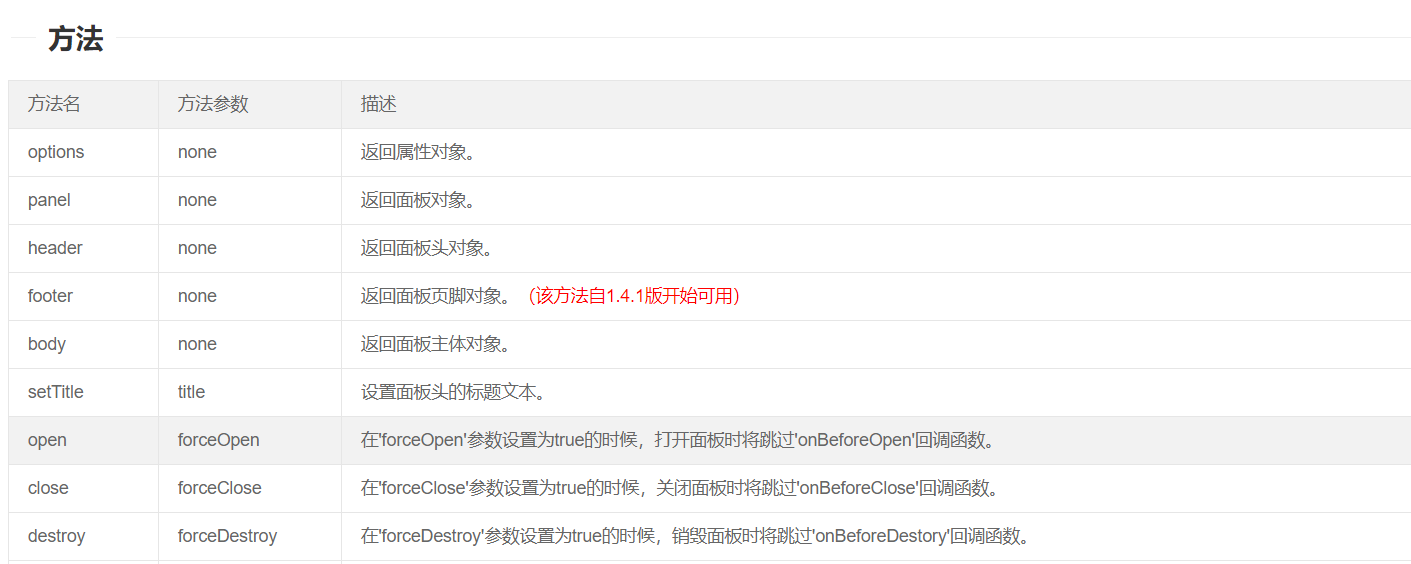 方法
方法名 方法参数 描述
options none 返回属性对象。
panel none 返回面板对象。
header none 返回面板头对象。
footer none 返回面板页脚对象。（该方法自1.4.1版开始可用）
body none 返回面板主体对象。
setTitle title 设置面板头的标题文本。
open forceOpen 在'forceOpen'参数设置为true的时候，打开面板时将跳过'onBeforeOpen'回调函数。
close forceClose 在'forceClose'参数设置为true的时候，关闭面板时将跳过'onBeforeClose'回调函数。
destroy forceDestroy 在'forceDestroy'参数设置为true的时候，销毁面板时将跳过'onBeforeDestory'回调函数。